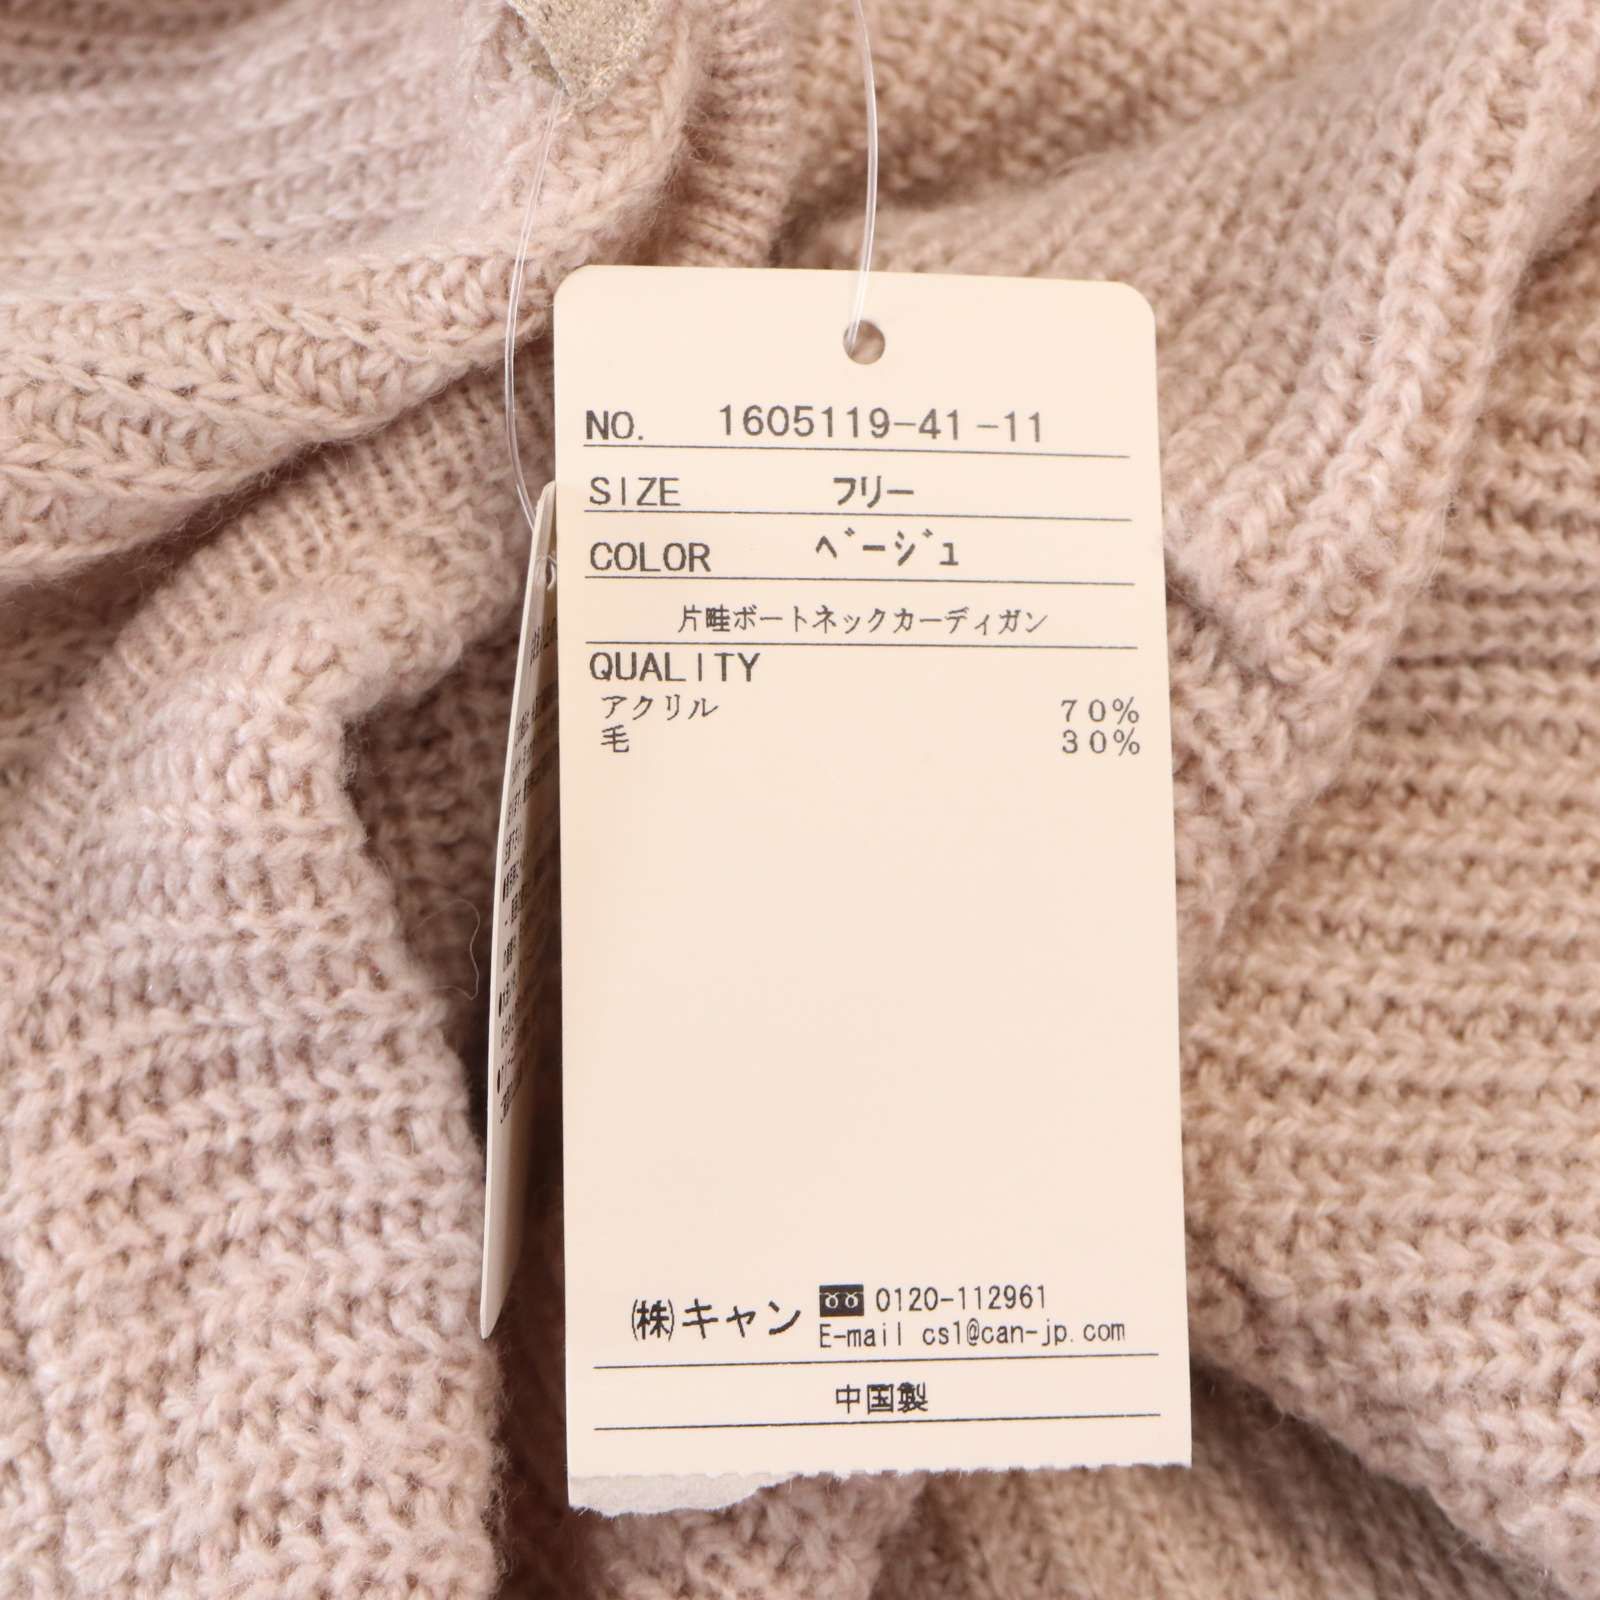 NO. 1605119-41-11
SIZE フリー
COLOR ベージュ
片畦ボートネックカーディガン
QUALITY
アクリル 70%
毛 30%
(株)キャン 0120-112961
E-mail cs1@can-jp.com
中国製